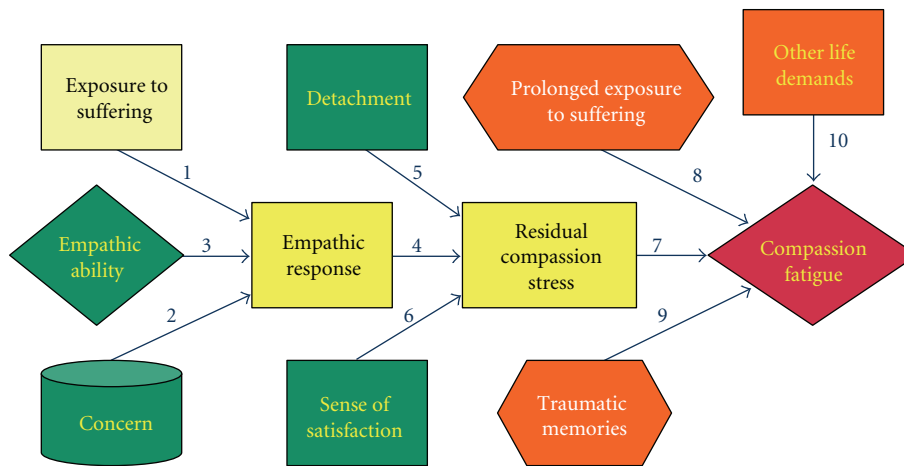 Exposure to
suffering
Detachment
Prolonged exposure
to suffering
Other life
demands
1
5
8
10
Empathic
ability
3
Empathic
response
4
Residual
compassion
stress
7
Compassion
fatigue
2
6
9
Concern
Sense of
satisfaction
Traumatic
memories